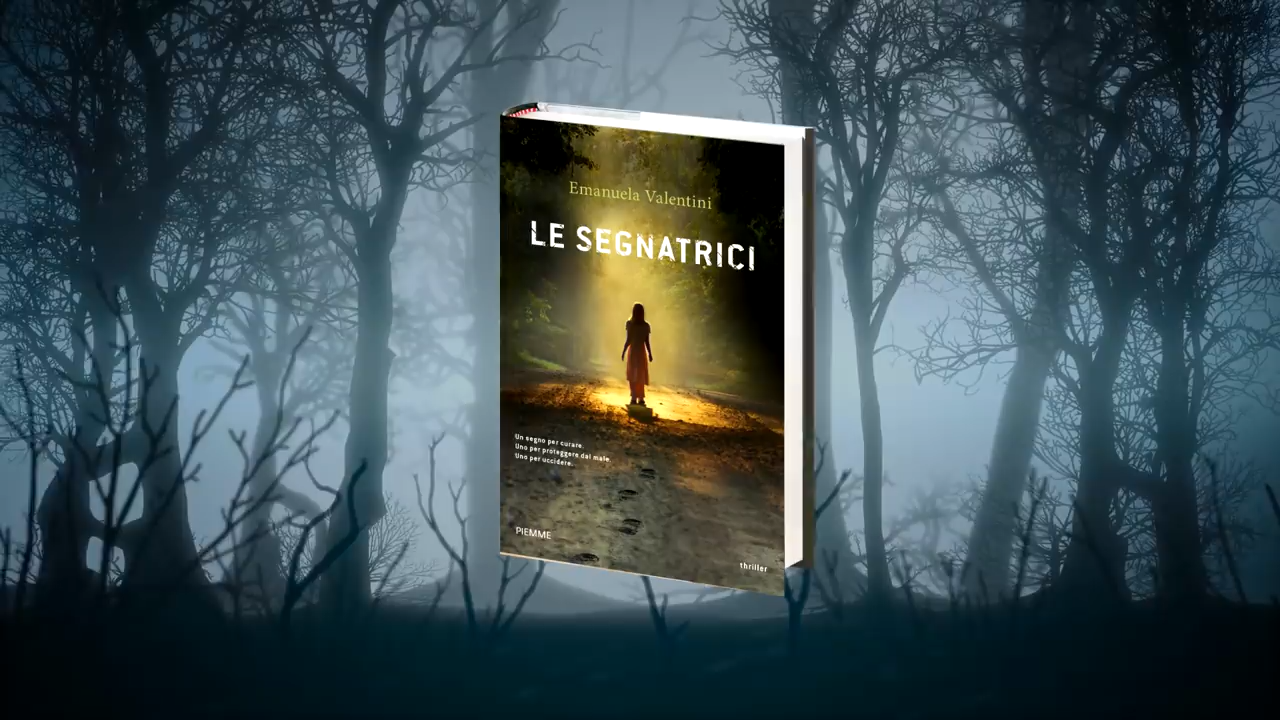 Emanuela Valentini
LE SEGNATRICI
Un segno per curare.
Uno per proteggere dal male.
Uno per uccidere.
PIEMME
thriller